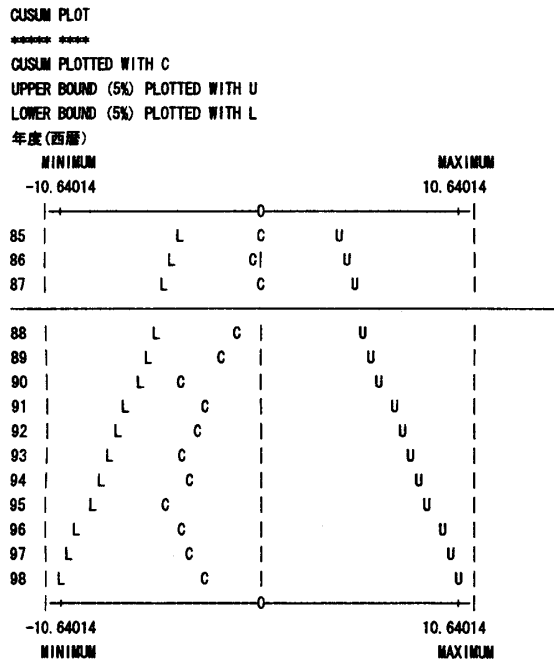 CUSUM PLOT
***** ****
CUSUM PLOTTED WITH C
UPPER BOUND (5%) PLOTTED WITH U
LOWER BOUND (5%) PLOTTED WITH L
年度(西暦)
MINIMUM MAXIMUM
-10.64014 10.64014
0
85 | L C U |
86 | L C| U |
87 | L C U |
88 | L C | U |
89 | L C | U |
90 | L C | U |
91 | L C | U |
92 | L C | U |
93 | L C | U |
94 | L C | U |
95 | L C | U |
96 | L C | U |
97 | L C | U |
98 | L C | U |
0
-10.64014 10.64014
MINIMUM MAXIMUM